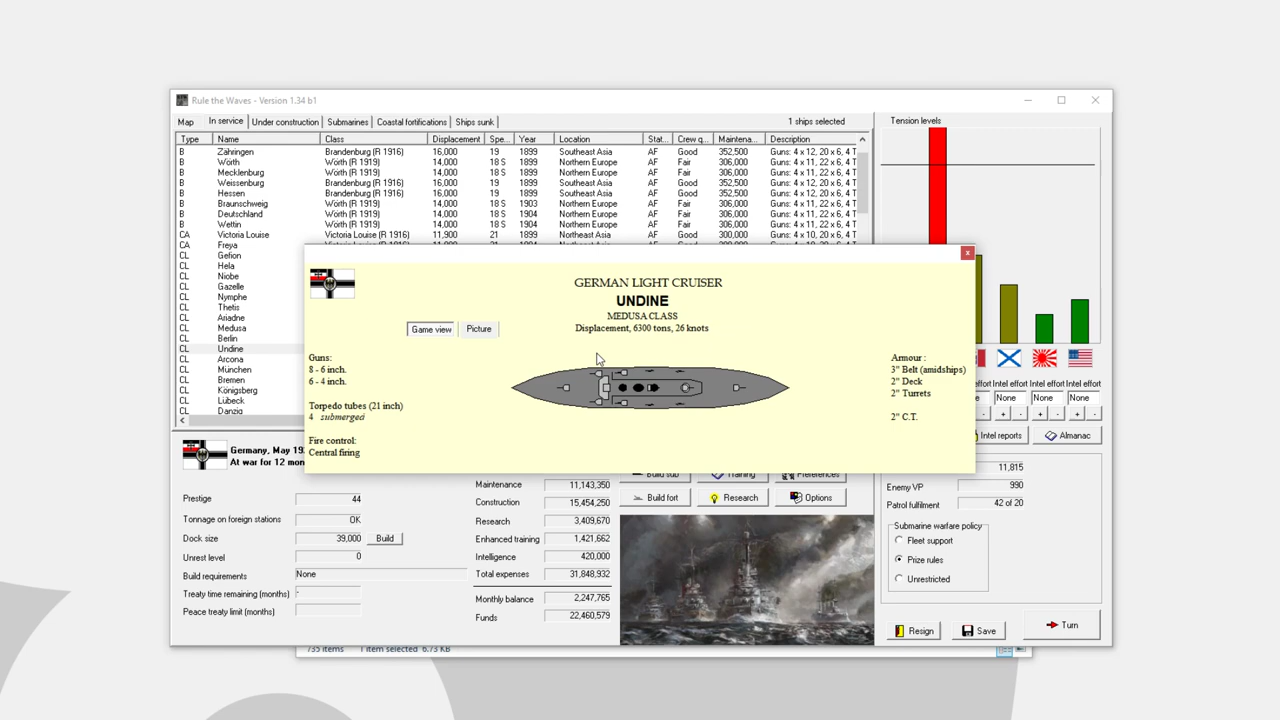 Rule the Waves - Version 1.34 b1
Map In service Under construction Submarines Coastal fortifications Ships sunk 1 ships selected
Type Name Class Displacement Spe... Year Location Stat... Crew q... Maintena... Description
B Zähringen Brandenburg (R 1916) 16,000 19 1899 Southeast Asia AF Good 352,500 Guns: 4 x 12, 20 x 6, 4 T
B Wörth Wörth (R 1919) 14,000 18 S 1899 Northern Europe AF Fair 306,000 Guns: 4 x 11, 22 x 6, 4 T
B Mecklenburg Wörth (R 1919) 14,000 18 S 1899 Northern Europe AF Fair 306,000 Guns: 4 x 11, 22 x 6, 4 T
B Weissenburg Brandenburg (R 1916) 16,000 19 1899 Southeast Asia AF Good 352,500 Guns: 4 x 12, 20 x 6, 4 T
B Hessen Brandenburg (R 1916) 16,000 19 1899 Southeast Asia AF Good 352,500 Guns: 4 x 12, 20 x 6, 4 T
B Braunschweig Wörth (R 1919) 14,000 18 S 1903 Northern Europe AF Fair 306,000 Guns: 4 x 11, 22 x 6, 4 T
B Deutschland Wörth (R 1919) 14,000 18 S 1904 Northern Europe AF Fair 306,000 Guns: 4 x 11, 22 x 6, 4 T
B Wettin Wörth (R 1919) 14,000 18 S 1904 Northern Europe AF Fair 306,000 Guns: 4 x 11, 22 x 6, 4 T
CA Victoria Louise Victoria Louise (R 1916) 11,900 21 1899 Southeast Asia AF Good 300,000 Guns: 4 x 10, 20 x 6, 4 T
CA Freya
CL Gefion
CL Hela
CL Niobe
CL Gazelle
CL Nymphe
CL Thetis
CL Ariadne
CL Medusa
CL Berlin
CL Undine
CL Arcona
CL München
CL Bremen
CL Königsberg
CL Lübeck
CL Danzig
Tension levels
GERMAN LIGHT CRUISER
UNDINE
MEDUSA CLASS
Displacement, 6300 tons, 26 knots
Game view Picture
Guns:
8 - 6 inch.
6 - 4 inch.
Torpedo tubes (21 inch)
4 submerged
Fire control:
Central firing
Armour :
3" Belt (amidships)
2" Deck
2" Turrets
2" C.T.
Intel effort Intel effort Intel effort
None None None
- + - + - + -
Intel reports Almanac
Germany, May 19
At war for 12 mon
Prestige 44
Tonnage on foreign stations OK
Dock size 39,000 Build
Unrest level 0
Build requirements None
Treaty time remaining (months) -
Peace treaty limit (months)
Maintenance 11,143,350
Construction 15,454,250
Research 3,409,670
Enhanced training 1,421,662
Intelligence 420,000
Total expenses 31,848,932
Monthly balance 2,247,765
Funds 22,460,579
Build sub Training Preferences
Build fort Research Options
11,815
Enemy VP 990
Patrol fulfilment 42 of 20
Submarine warfare policy
Fleet support
Prize rules
Unrestricted
Resign Save Turn
735 items 1 item selected 6.73 KB